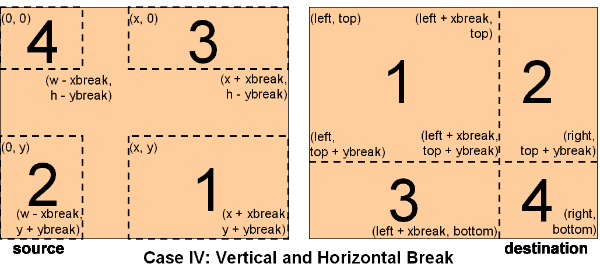 (0, 0)
4
(w - xbreak,
h - ybreak)
(x, 0)
3
(x + xbreak,
h - ybreak)
(0, y)
2
(w - xbreak,
y + ybreak)
(x, y)
1
(x + xbreak,
y + ybreak)
source
(left, top)
(left + xbreak,
top)
1
2
(left,
top + ybreak)
(left + xbreak,
top + ybreak)
(right,
top + ybreak)
3
(left + xbreak, bottom)
4
(right,
bottom)
destination
Case IV: Vertical and Horizontal Break